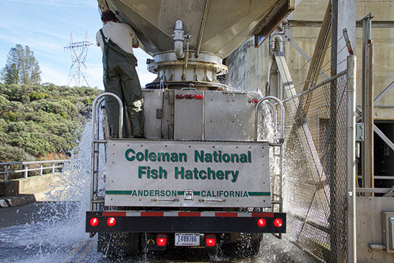 Coleman National
Fish Hatchery
ANDERSON CALIFORNIA